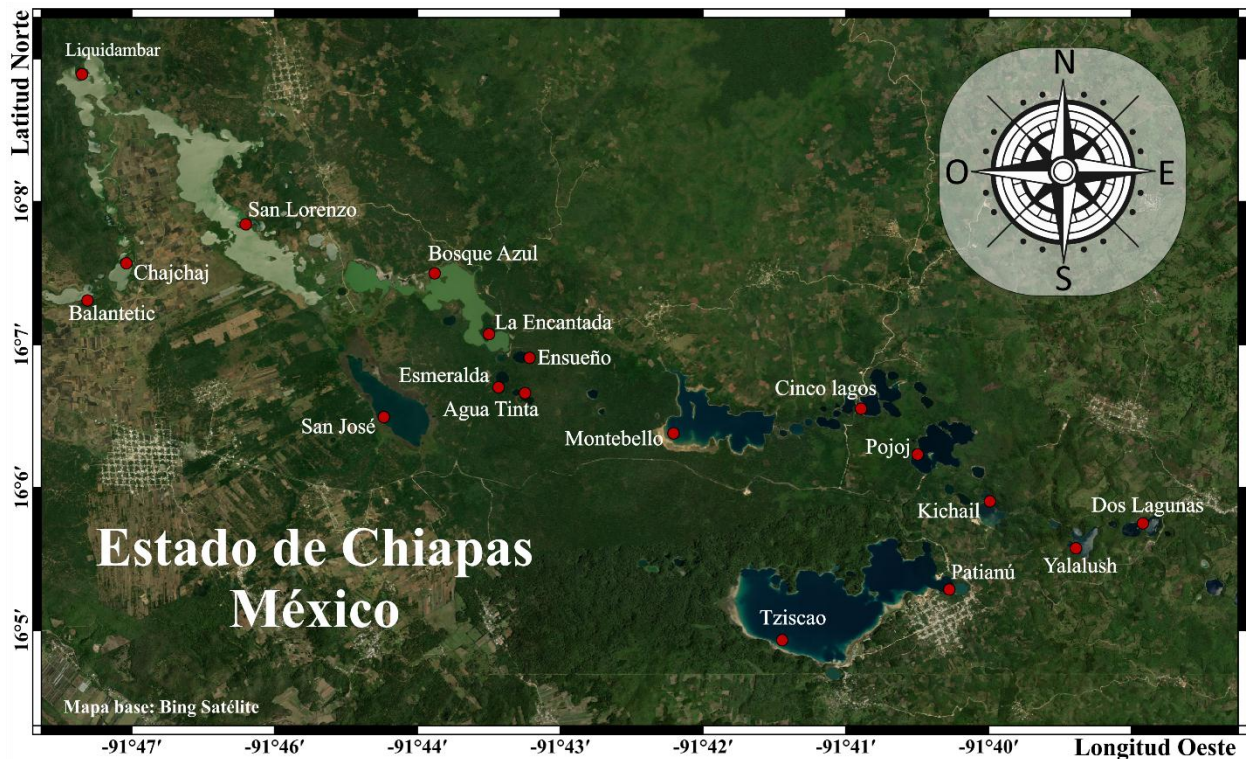 Latitud Norte
Liquidambar
N
O
E
S
16°8′
San Lorenzo
Bosque Azul
Chajchaj
Balantetic
La Encantada
16°7′
Ensueño
Esmeralda
Agua Tinta
Cinco lagos
San José
Montebello
Pojoj
16°6′
Kichail
Dos Lagunas
Estado de Chiapas
México
Yalalush
Patianú
Tziscao
16°5′
Mapa base: Bing Satélite
-91°47′
-91°46′
-91°44′
-91°43′
-91°42′
-91°41′
-91°40′
Longitud Oeste